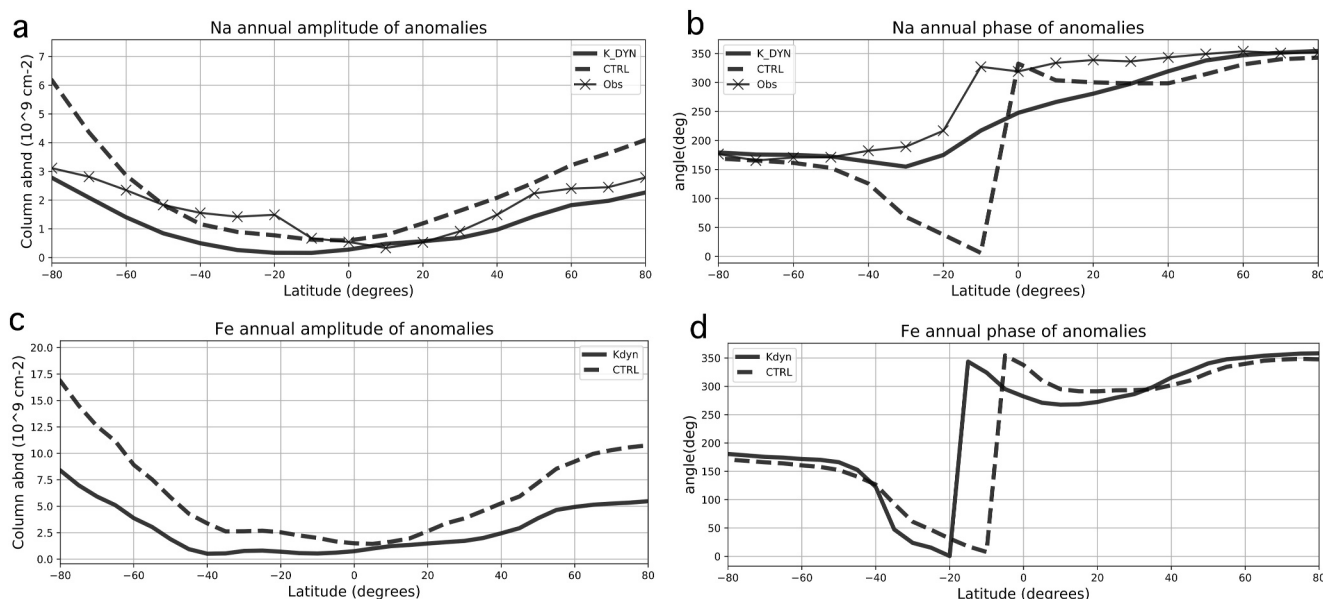 a
Na annual amplitude of anomalies
7
6
5
4
3
2
1
0
Column abnd (10^9 cm-2)
K_DYN
CTRL
Obs
−80 −60 −40 −20 0 20 40 60 80
Latitude (degrees)
b
Na annual phase of anomalies
350
300
250
200
150
100
50
0
angle(deg)
K_DYN
CTRL
Obs
−80 −60 −40 −20 0 20 40 60 80
Latitude (degrees)
c
Fe annual amplitude of anomalies
20.0
17.5
15.0
12.5
10.0
7.5
5.0
2.5
0.0
Column abnd (10^9 cm-2)
Kdyn
CTRL
−80 −60 −40 −20 0 20 40 60 80
Latitude (degrees)
d
Fe annual phase of anomalies
350
300
250
200
150
100
50
0
angle(deg)
Kdyn
CTRL
−80 −60 −40 −20 0 20 40 60 80
Latitude (degrees)